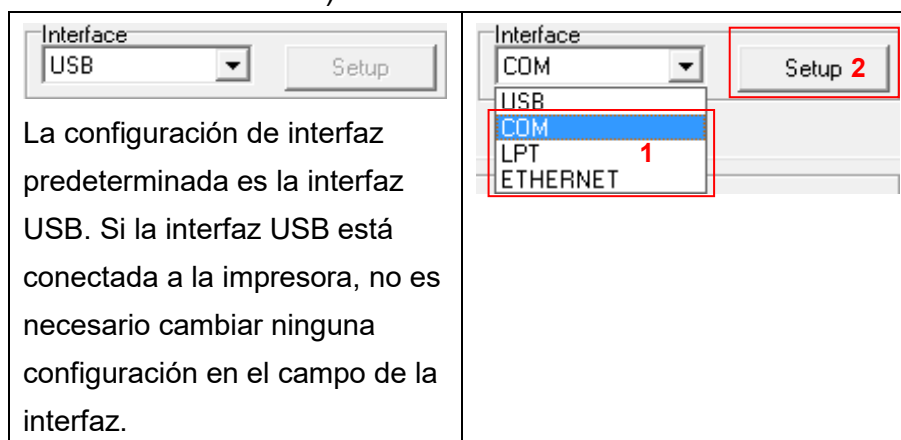 )
Interface
USB
Setup
La configuración de interfaz
predeterminada es la interfaz
USB. Si la interfaz USB está
conectada a la impresora, no es
necesario cambiar ninguna
configuración en el campo de la
interfaz.
Interface
COM
Setup 2
USB
COM
LPT 1
ETHERNET